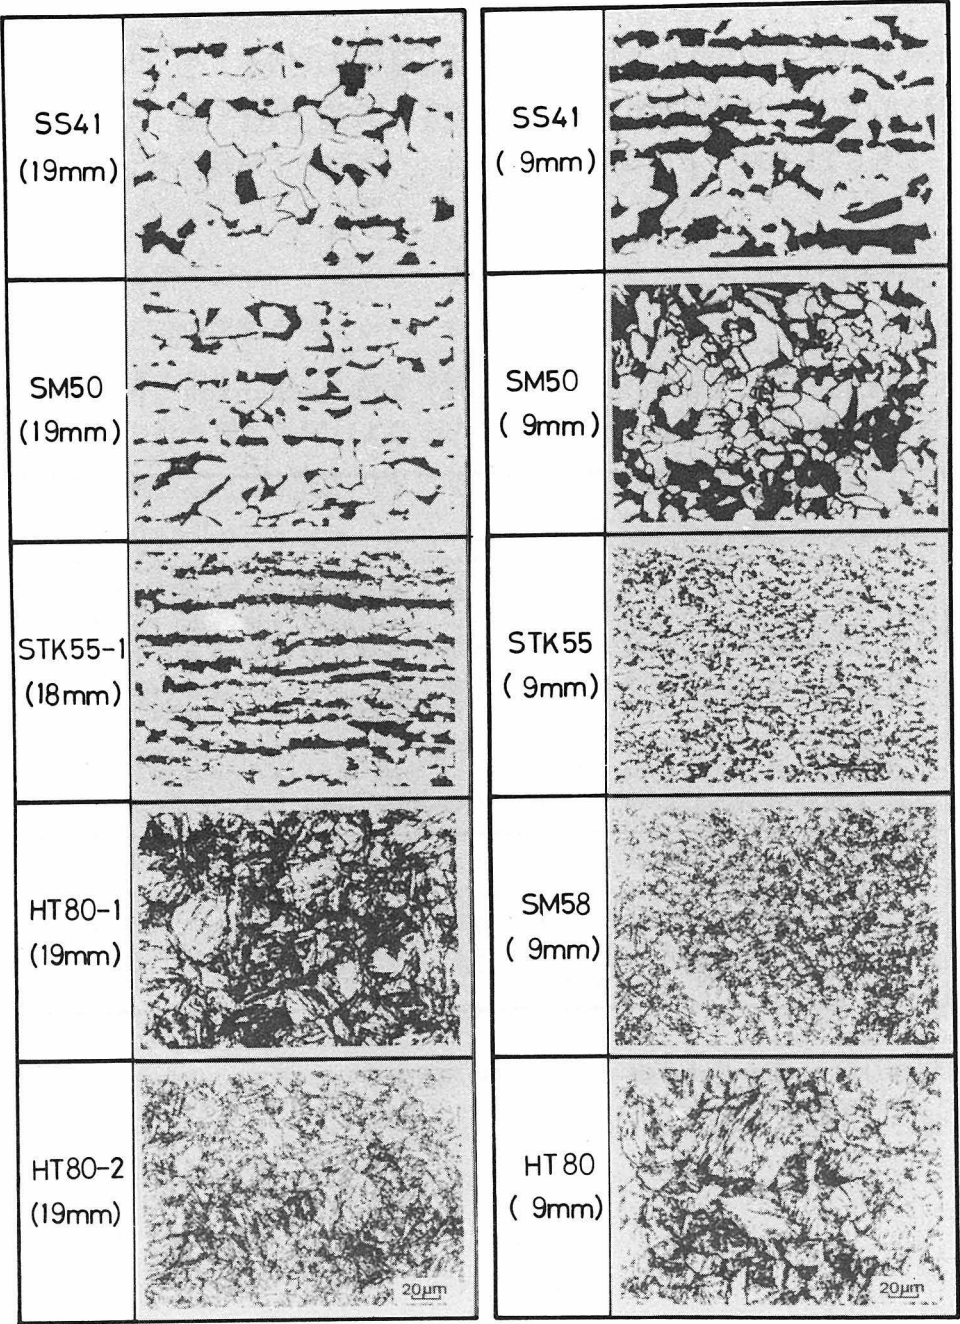 SS41
(19mm)
SM50
(19mm)
STK55-1
(18mm)
HT80-1
(19mm)
HT80-2
(19mm)
20μm
SS41
( 9mm)
SM50
( 9mm)
STK55
( 9mm)
SM58
( 9mm)
HT80
( 9mm)
20μm